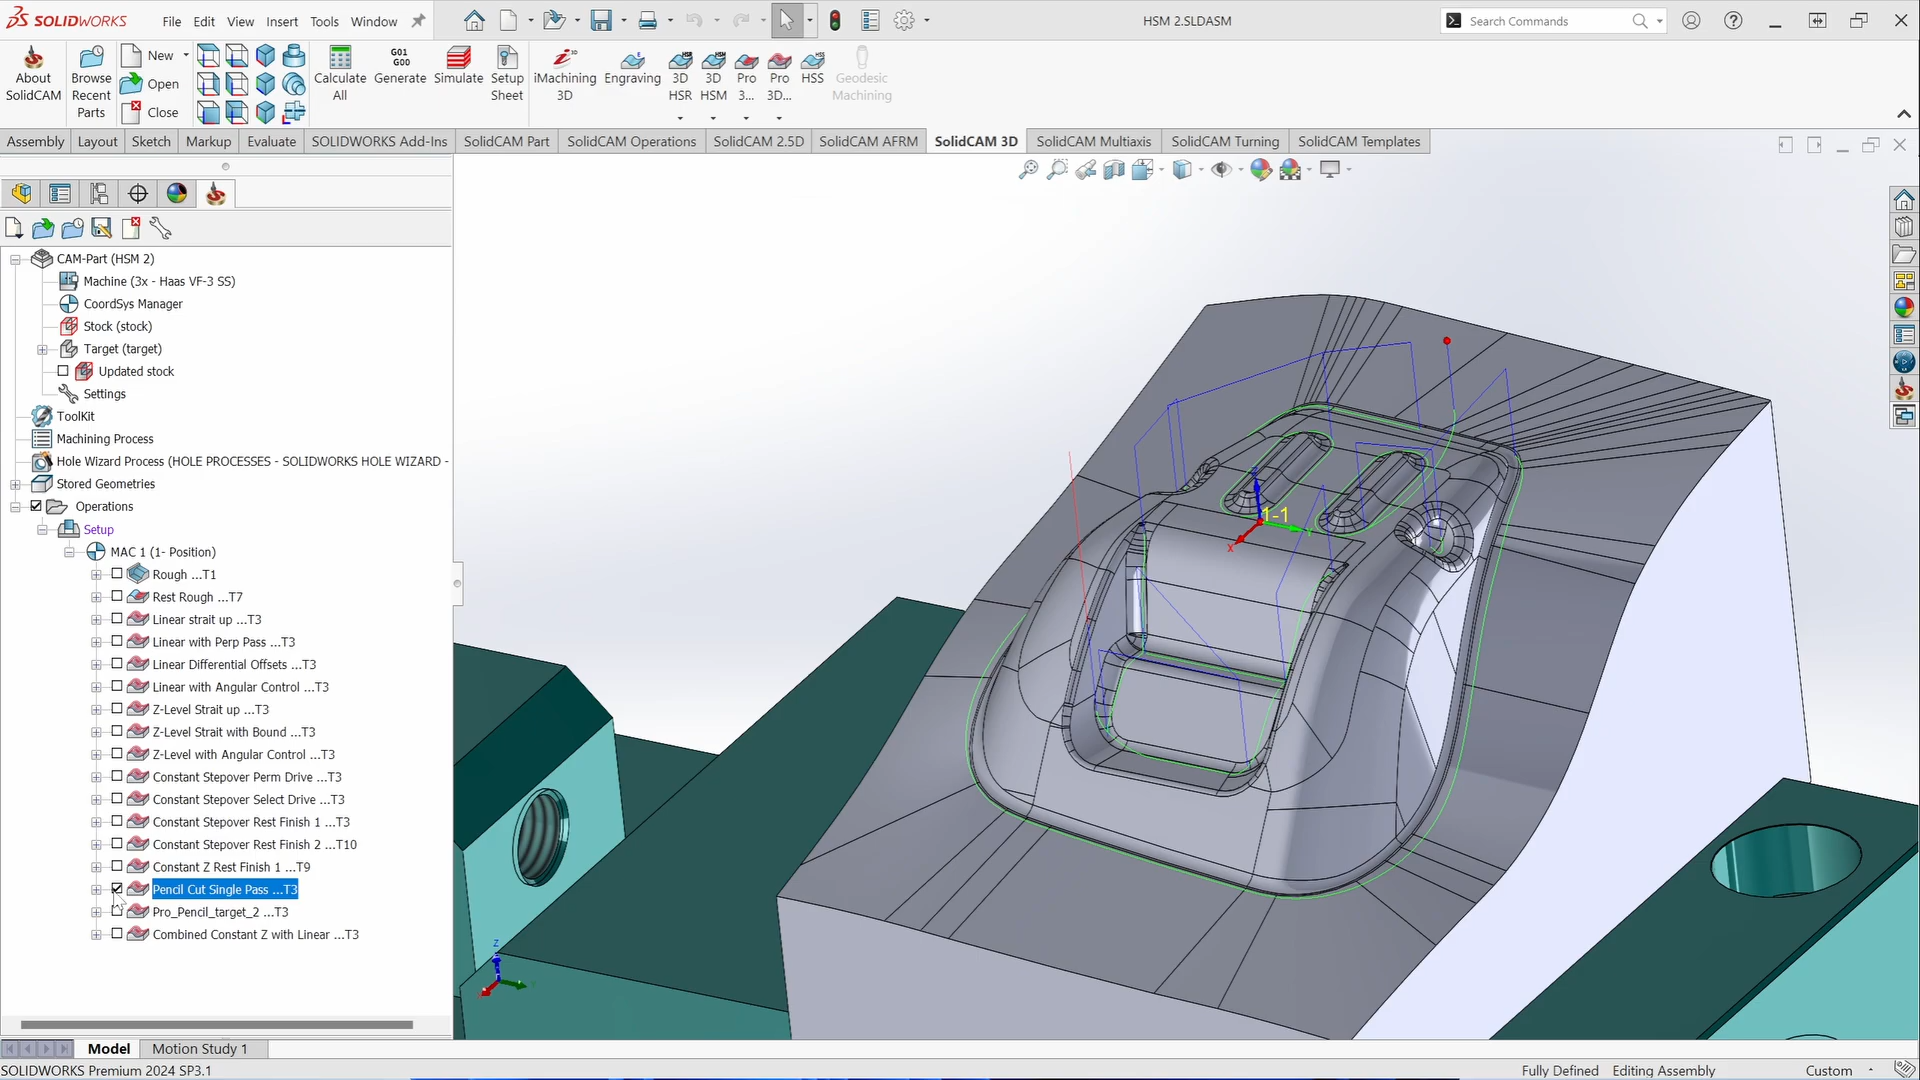 SOLIDWORKS File Edit View Insert Tools Window HSM 2.SLDASM Search Commands
About SolidCAM
Browse Recent Parts
New
Open
Close
Calculate All
G01 G00
Generate
Simulate
Setup Sheet
iMachining 3D
Engraving
3D HSR
3D HSM
Pro 3...
Pro 3D...
HSS
Geodesic Machining
Assembly Layout Sketch Markup Evaluate SOLIDWORKS Add-Ins SolidCAM Part SolidCAM Operations SolidCAM 2.5D SolidCAM AFRM SolidCAM 3D SolidCAM Multiaxis SolidCAM Turning SolidCAM Templates
CAM-Part (HSM 2)
Machine (3x - Haas VF-3 SS)
CoordSys Manager
Stock (stock)
Target (target)
Updated stock
Settings
ToolKit
Machining Process
Hole Wizard Process (HOLE PROCESSES - SOLIDWORKS HOLE WIZARD -
Stored Geometries
Operations
Setup
MAC 1 (1- Position)
Rough ...T1
Rest Rough ...T7
Linear strait up ...T3
Linear with Perp Pass ...T3
Linear Differential Offsets ...T3
Linear with Angular Control ...T3
Z-Level Strait up ...T3
Z-Level Strait with Bound ...T3
Z-Level with Angular Control ...T3
Constant Stepover Perm Drive ...T3
Constant Stepover Select Drive ...T3
Constant Stepover Rest Finish 1 ...T3
Constant Stepover Rest Finish 2 ...T10
Constant Z Rest Finish 1 ...T9
Pencil Cut Single Pass ...T3
Pro_Pencil_target_2 ...T3
Combined Constant Z with Linear ...T3
1-1
X
Z
Model Motion Study 1
SOLIDWORKS Premium 2024 SP3.1 Fully Defined Editing Assembly Custom